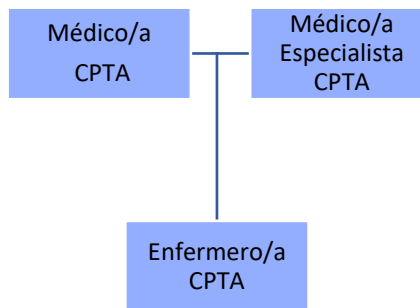 Médico/a
CPTA
Médico/a
Especialista
CPTA
Enfermero/a
CPTA